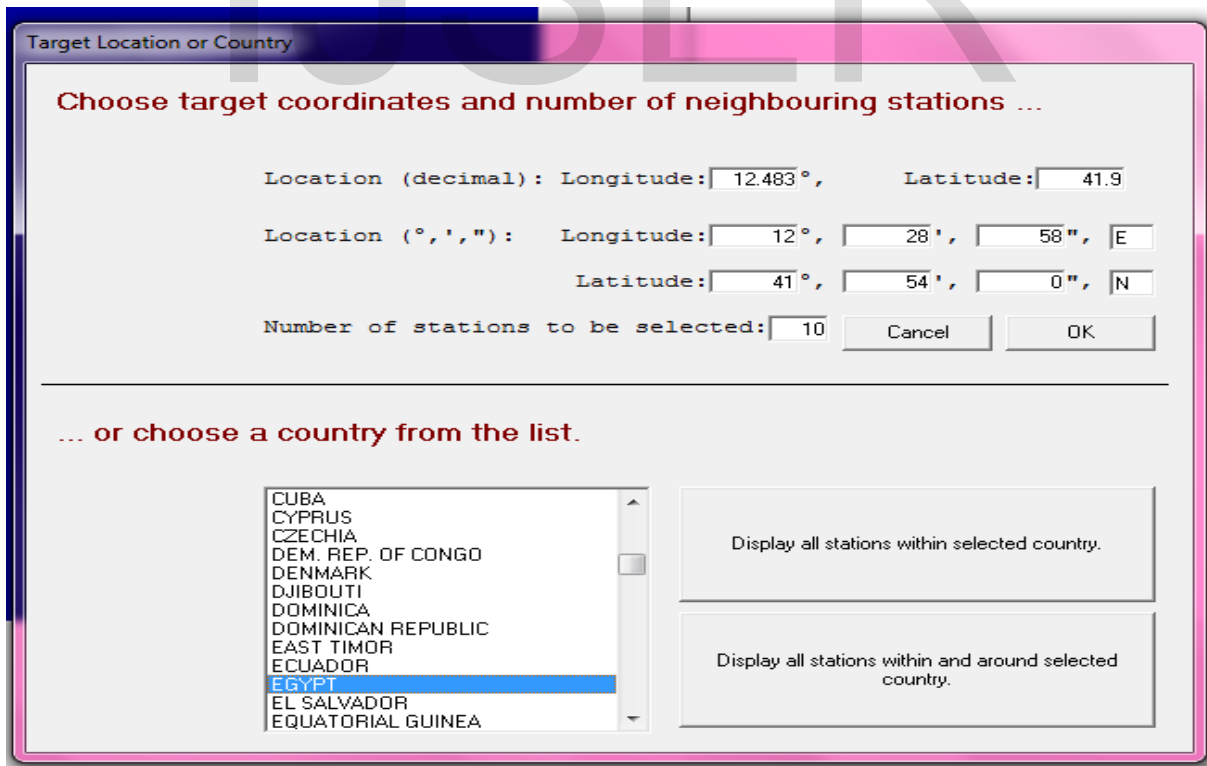 IJSER
Target Location or Country
Choose target coordinates and number of neighbouring stations ...
Location (decimal): Longitude: 12.483°, Latitude: 41.9
Location (°,',"): Longitude: 12°, 28', 58", E
Latitude: 41°, 54', 0", N
Number of stations to be selected: 10 Cancel OK
... or choose a country from the list.
CUBA
CYPRUS
CZECHIA
DEM. REP. OF CONGO
DENMARK
DJIBOUTI
DOMINICA
DOMINICAN REPUBLIC
EAST TIMOR
ECUADOR
EGYPT
EL SALVADOR
EQUATORIAL GUINEA
Display all stations within selected country.
Display all stations within and around selected
country.